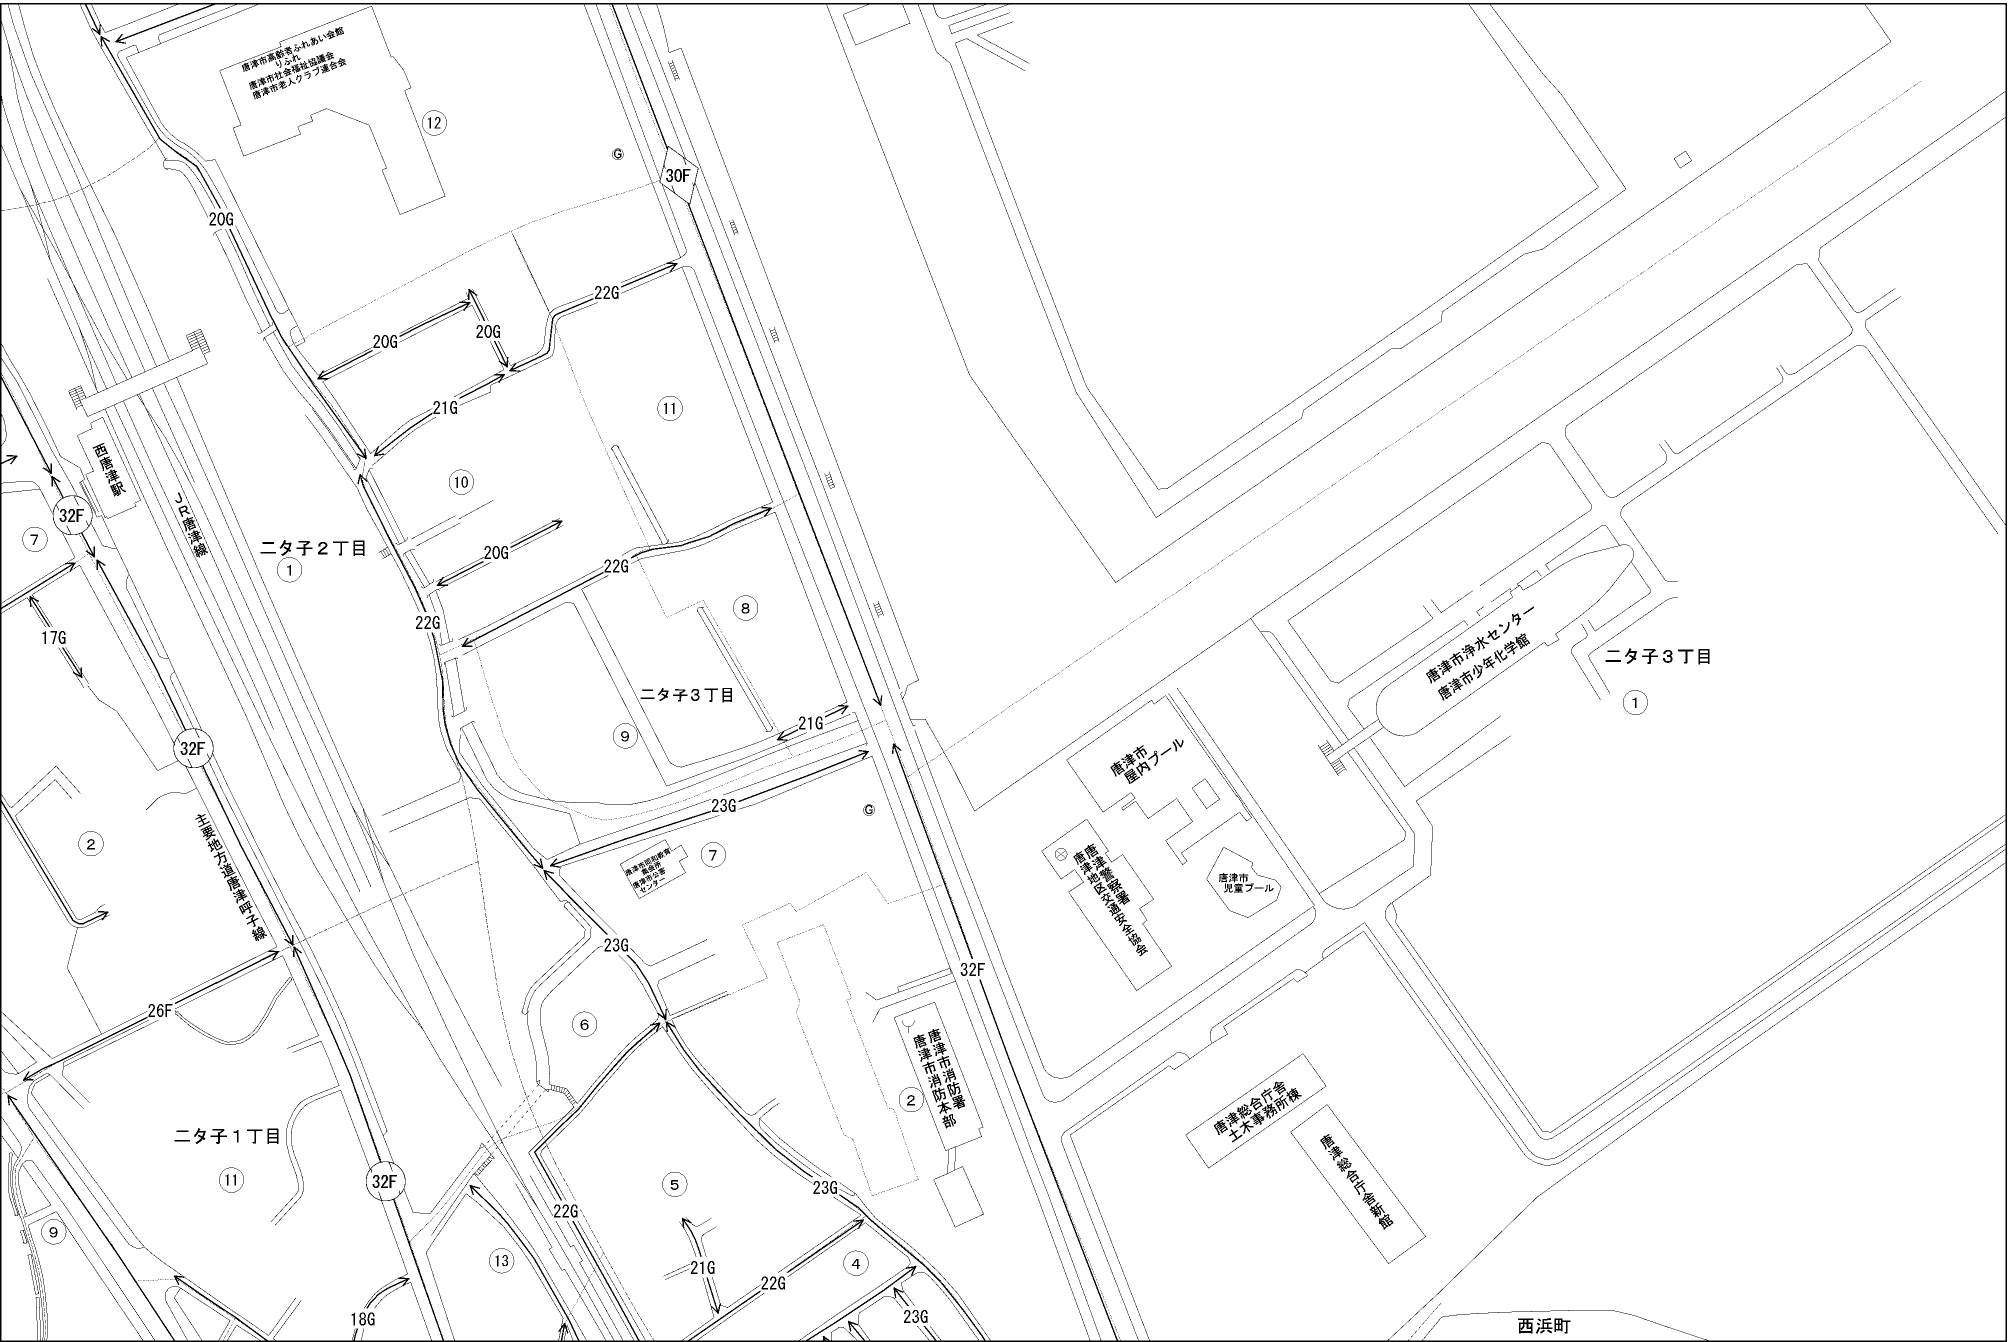 唐津市高齢者ふれあい会館
りふれ
唐津市社会福祉協議会
唐津市老人クラブ連合会
12
G
30F
20G
22G
20G
20G
21G
11
西唐津駅
JR唐津線
32F
7
10
二タ子2丁目
1
20G
22G
22G
8
17G
二タ子3丁目
9
21G
32F
23G
G
2
主要地方道唐津呼子線
7
唐津市公害
センター
唐津市
屋内プール
唐津市浄水センター
唐津市少年化学館
二タ子3丁目
1
唐津警察署
唐津地区交通安全協会
唐津市
児童プール
23G
32F
26F
6
唐津市消防署
唐津市消防本部
2
唐津総合庁舎
土木事務所棟
唐津総合庁舎新館
二タ子1丁目
11
32F
9
5
23G
22G
13
21G
22G
4
18G
23G
西浜町